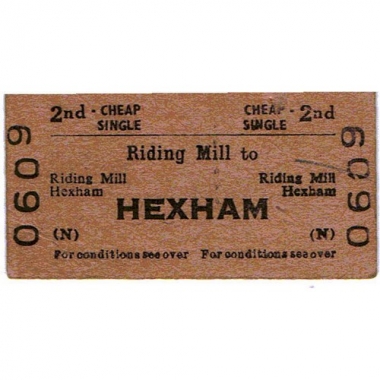 2nd - CHEAP SINGLE CHEAP - 2nd SINGLE
Riding Mill to
Riding Mill Hexham
Riding Mill Hexham
HEXHAM
(N) (N)
For conditions see over For conditions see over
0609
0609